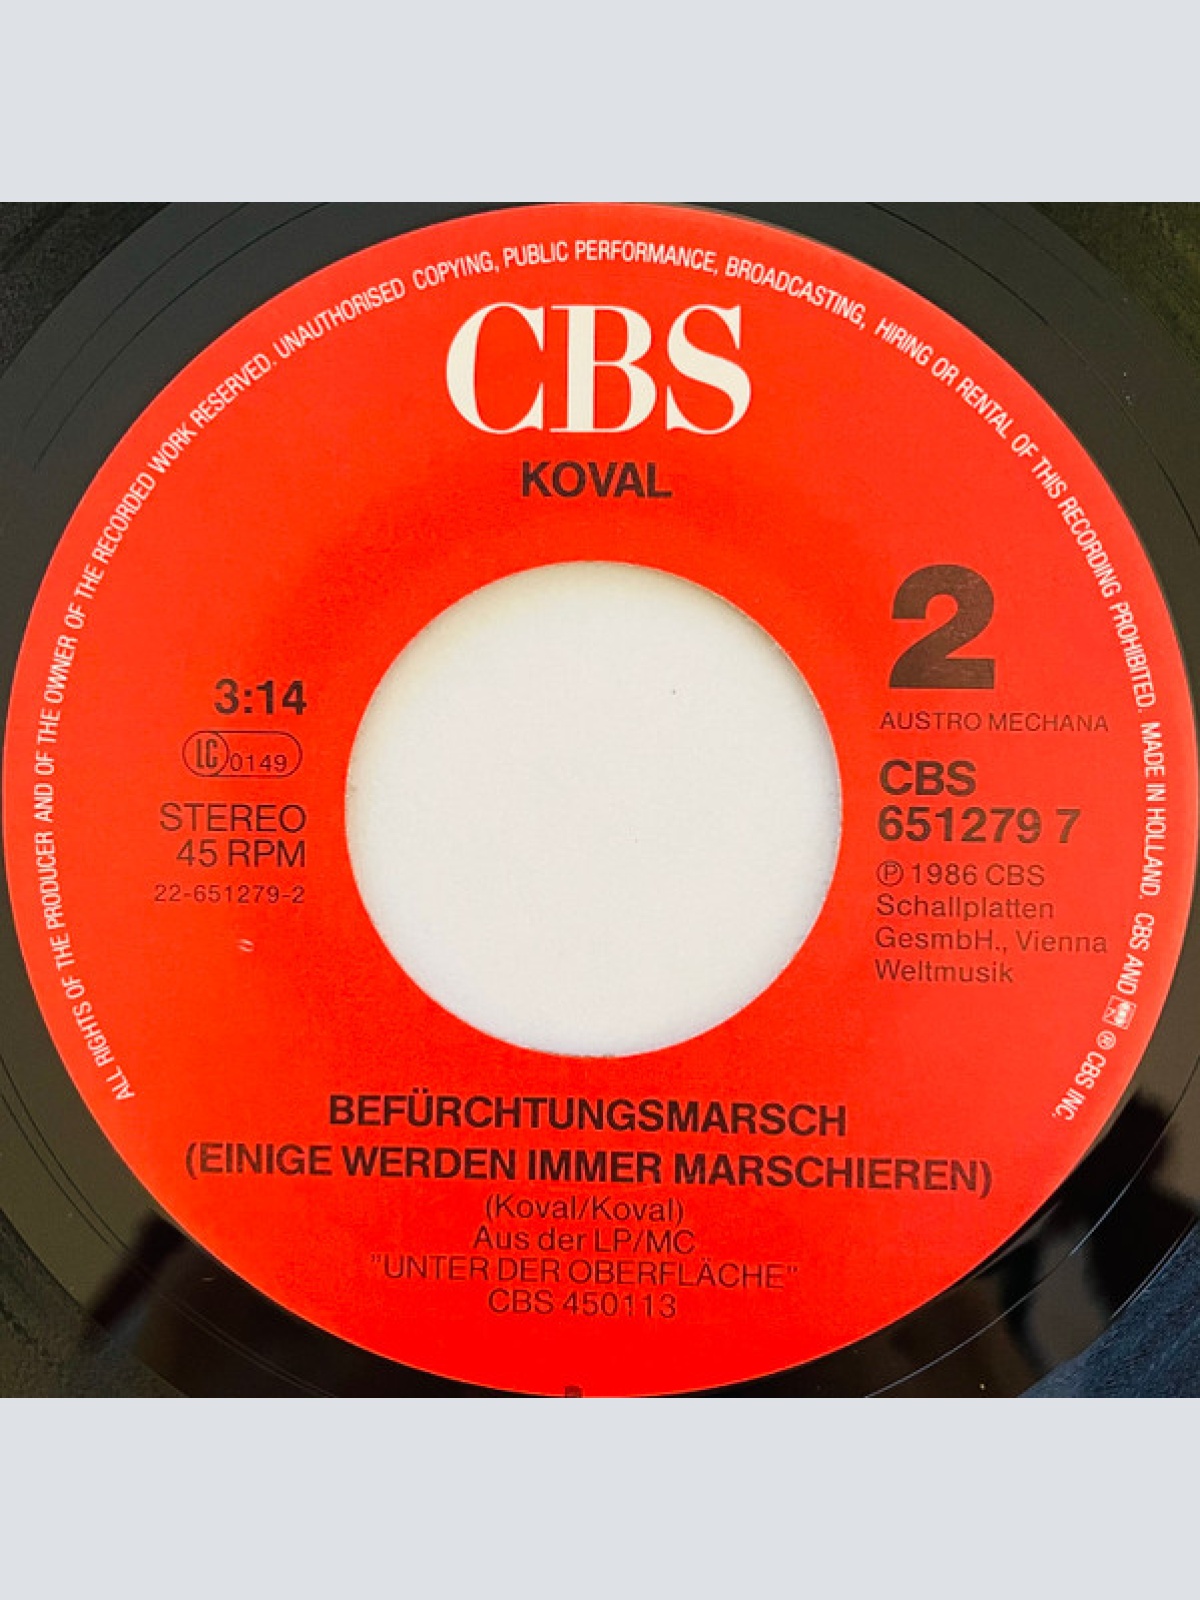 ALL RIGHTS OF THE PRODUCER AND OF THE OWNER OF THE RECORDED WORK RESERVED. UNAUTHORISED COPYING, PUBLIC PERFORMANCE, BROADCASTING, HIRING OR RENTAL OF THIS RECORDING PROHIBITED. MADE IN HOLLAND. CBS AND ® CBS INC.
CBS
KOVAL
2
AUSTRO MECHANA
3:14
LC 0149
STEREO
45 RPM
22-651279-2
CBS
651279 7
℗ 1986 CBS
Schallplatten
GesmbH., Vienna
Weltmusik
BEFÜRCHTUNGSMARSCH
(EINIGE WERDEN IMMER MARSCHIEREN)
(Koval/Koval)
Aus der LP/MC
"UNTER DER OBERFLÄCHE"
CBS 450113